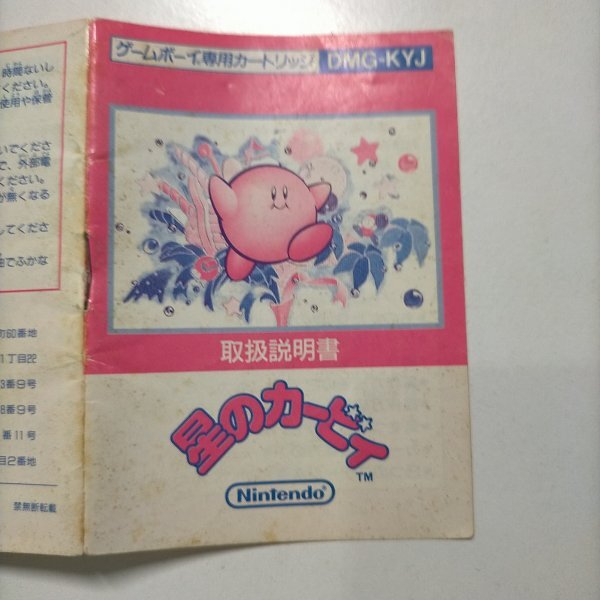 時間ないし
ください。
使用や保管
いでくださ
で、外部電
ください。
が無くなる
してくださ
油でふかな
町60番地
1丁目22
3番9号
8番9号
番11号
目2番地
禁無断転載
ゲームボーイ専用カートリッジ DMG-KYJ
取扱説明書
星のカービィ
TM
Nintendo®